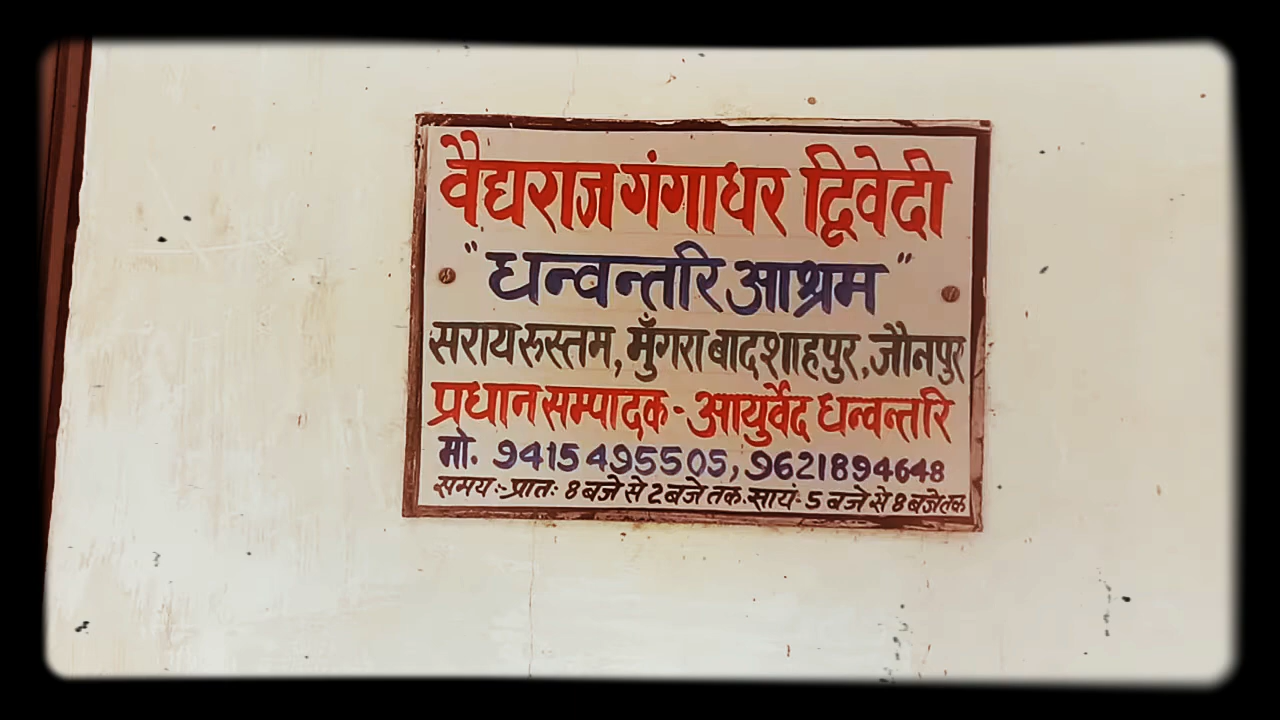 वैद्यराज गंगाधर द्विवेदी
"धन्वन्तरि आश्रम"
सराय रुस्तम, मुँगरा बादशाहपुर, जौनपुर
प्रधान सम्पादक - आयुर्वेद धन्वन्तरि
मो. 9415495505, 9621894648
समय:- प्रातः 8 बजे से 2 बजे तक. सायं- 5 बजे से 8 बजे तक